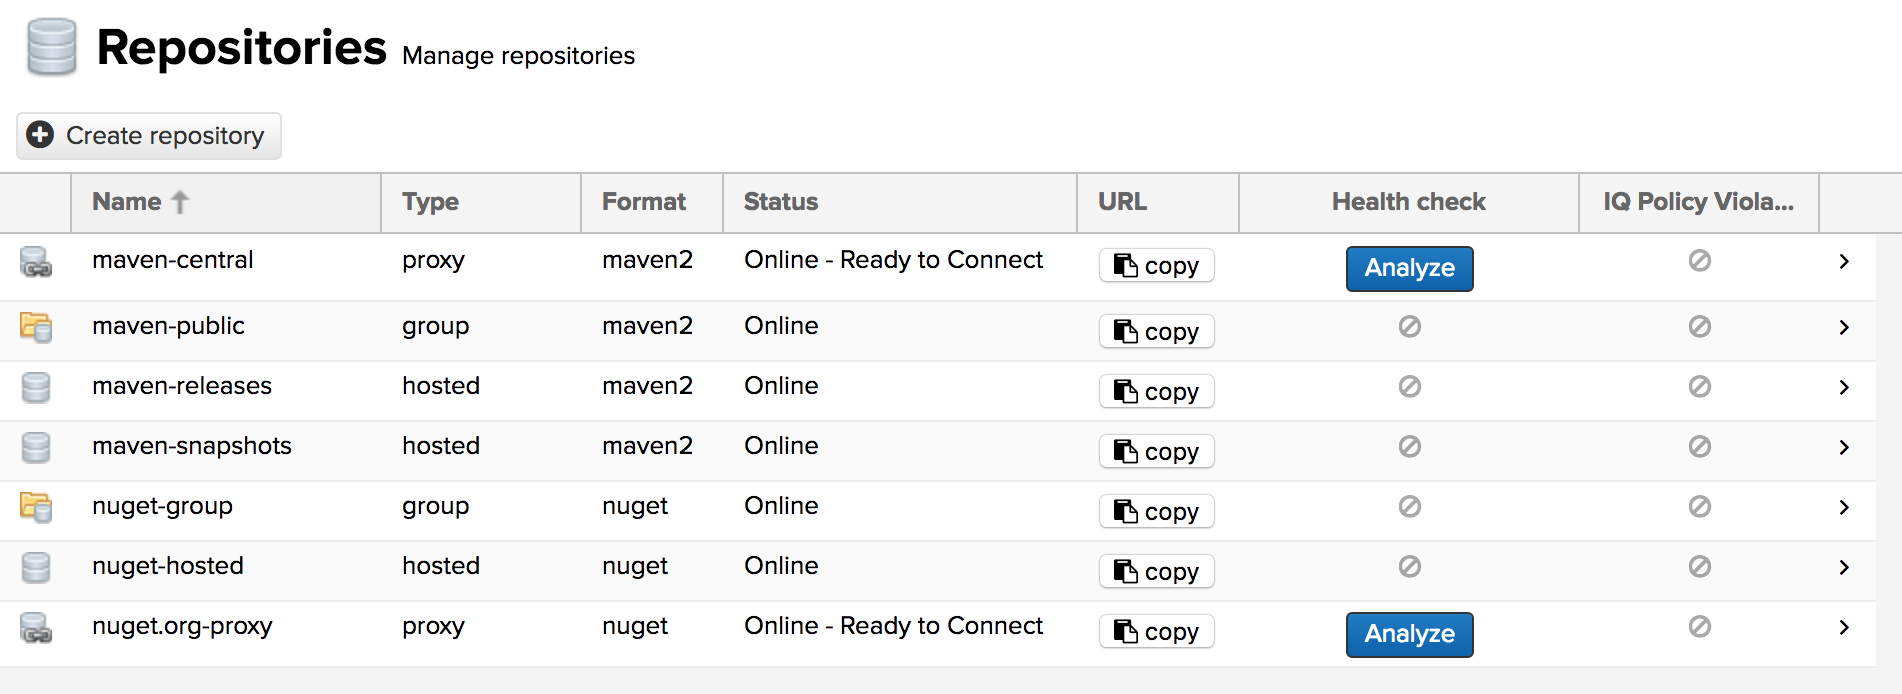 Repositories Manage repositories
Create repository
Name Type Format Status URL Health check IQ Policy Viola...
maven-central proxy maven2 Online - Ready to Connect copy Analyze
maven-public group maven2 Online copy
maven-releases hosted maven2 Online copy
maven-snapshots hosted maven2 Online copy
nuget-group group nuget Online copy
nuget-hosted hosted nuget Online copy
nuget.org-proxy proxy nuget Online - Ready to Connect copy Analyze